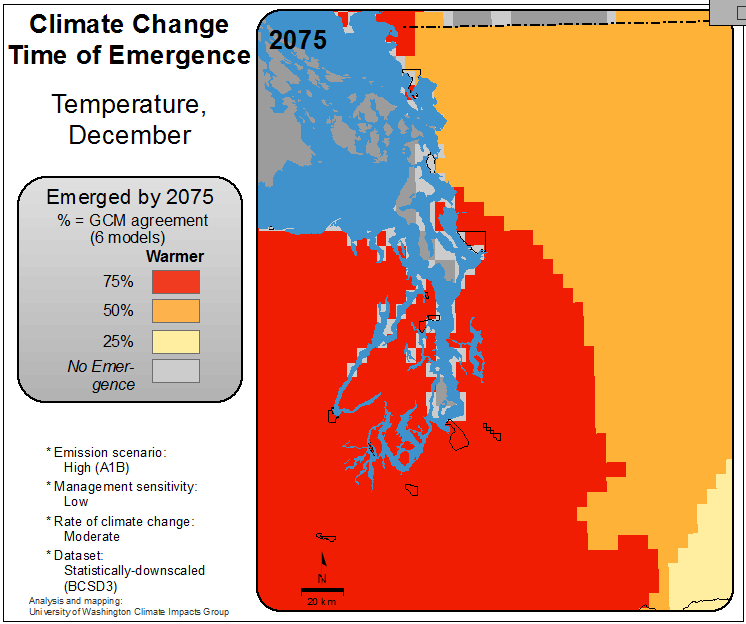 Climate Change
Time of Emergence
Temperature,
December
Emerged by 2075
% = GCM agreement
(6 models)
Warmer
75%
50%
25%
No Emer-
gence
* Emission scenario:
High (A1B)
* Management sensitivity:
Low
* Rate of climate change:
Moderate
* Dataset:
Statistically-downscaled
(BCSD3)
Analysis and mapping:
University of Washington Climate Impacts Group
2075
N
20 km